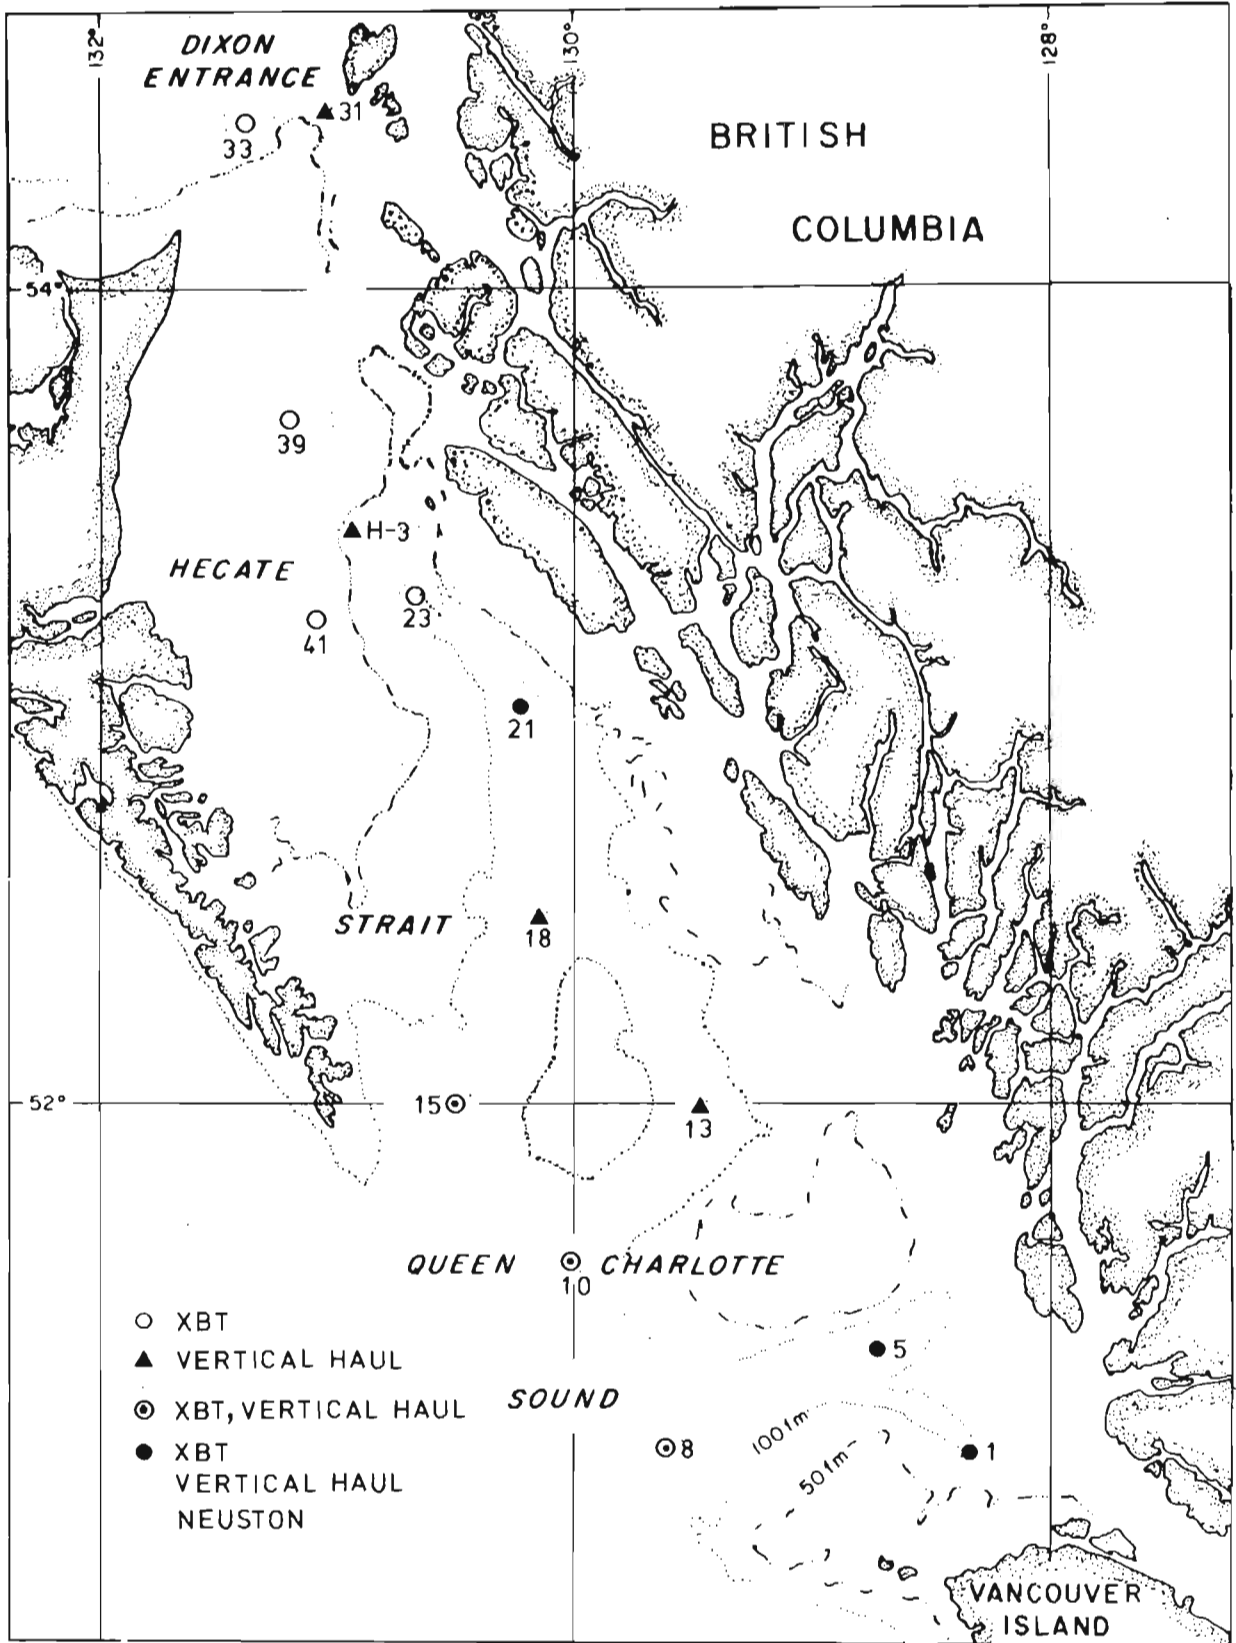 132°
130°
128°
DIXON
ENTRANCE
31
33
BRITISH
COLUMBIA
54°
39
H-3
HECATE
23
41
21
STRAIT
18
52°
15
13
QUEEN CHARLOTTE
10
XBT
VERTICAL HAUL
XBT, VERTICAL HAUL
XBT
VERTICAL HAUL
NEUSTON
5
SOUND
100fm
8
1
50fm
VANCOUVER
ISLAND